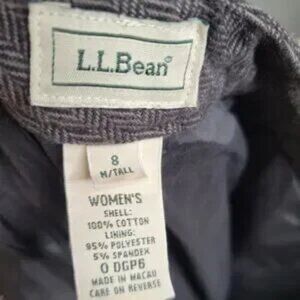 L.L.Bean®
8
M/TALL
WOMEN'S
SHELL:
100% COTTON
LINING:
95% POLYESTER
5% SPANDEX
0 DGP6
MADE IN MACAU
CARE ON REVERSE